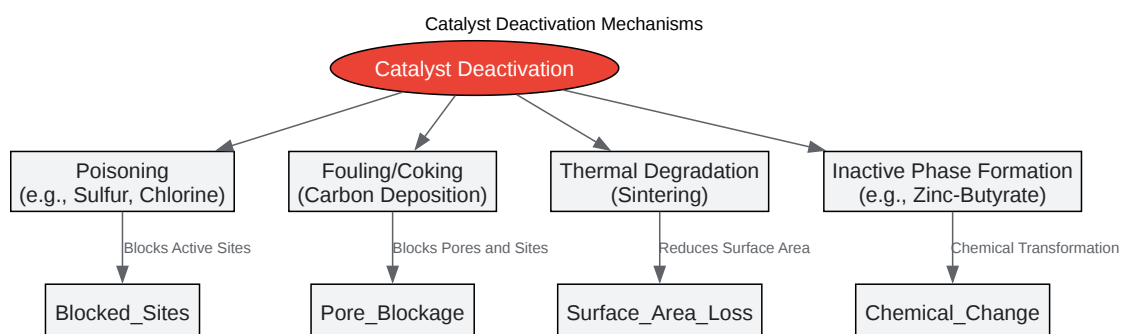 Catalyst Deactivation Mechanisms
Catalyst Deactivation
Poisoning
(e.g., Sulfur, Chlorine)
Fouling/Coking
(Carbon Deposition)
Thermal Degradation
(Sintering)
Inactive Phase Formation
(e.g., Zinc-Butyrate)
Blocks Active Sites
Blocks Pores and Sites
Reduces Surface Area
Chemical Transformation
Blocked_Sites
Pore_Blockage
Surface_Area_Loss
Chemical_Change